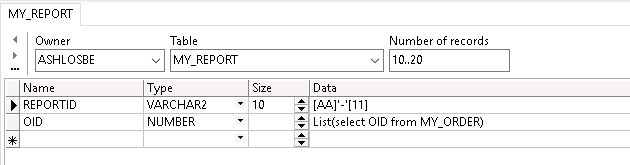 MY_REPORT
Owner Table Number of records
... ASHLOSBE MY_REPORT 10..20
Name Type Size Data
REPORTID VARCHAR2 10 [AA]'-'[11]
OID NUMBER List(select OID from MY_ORDER)